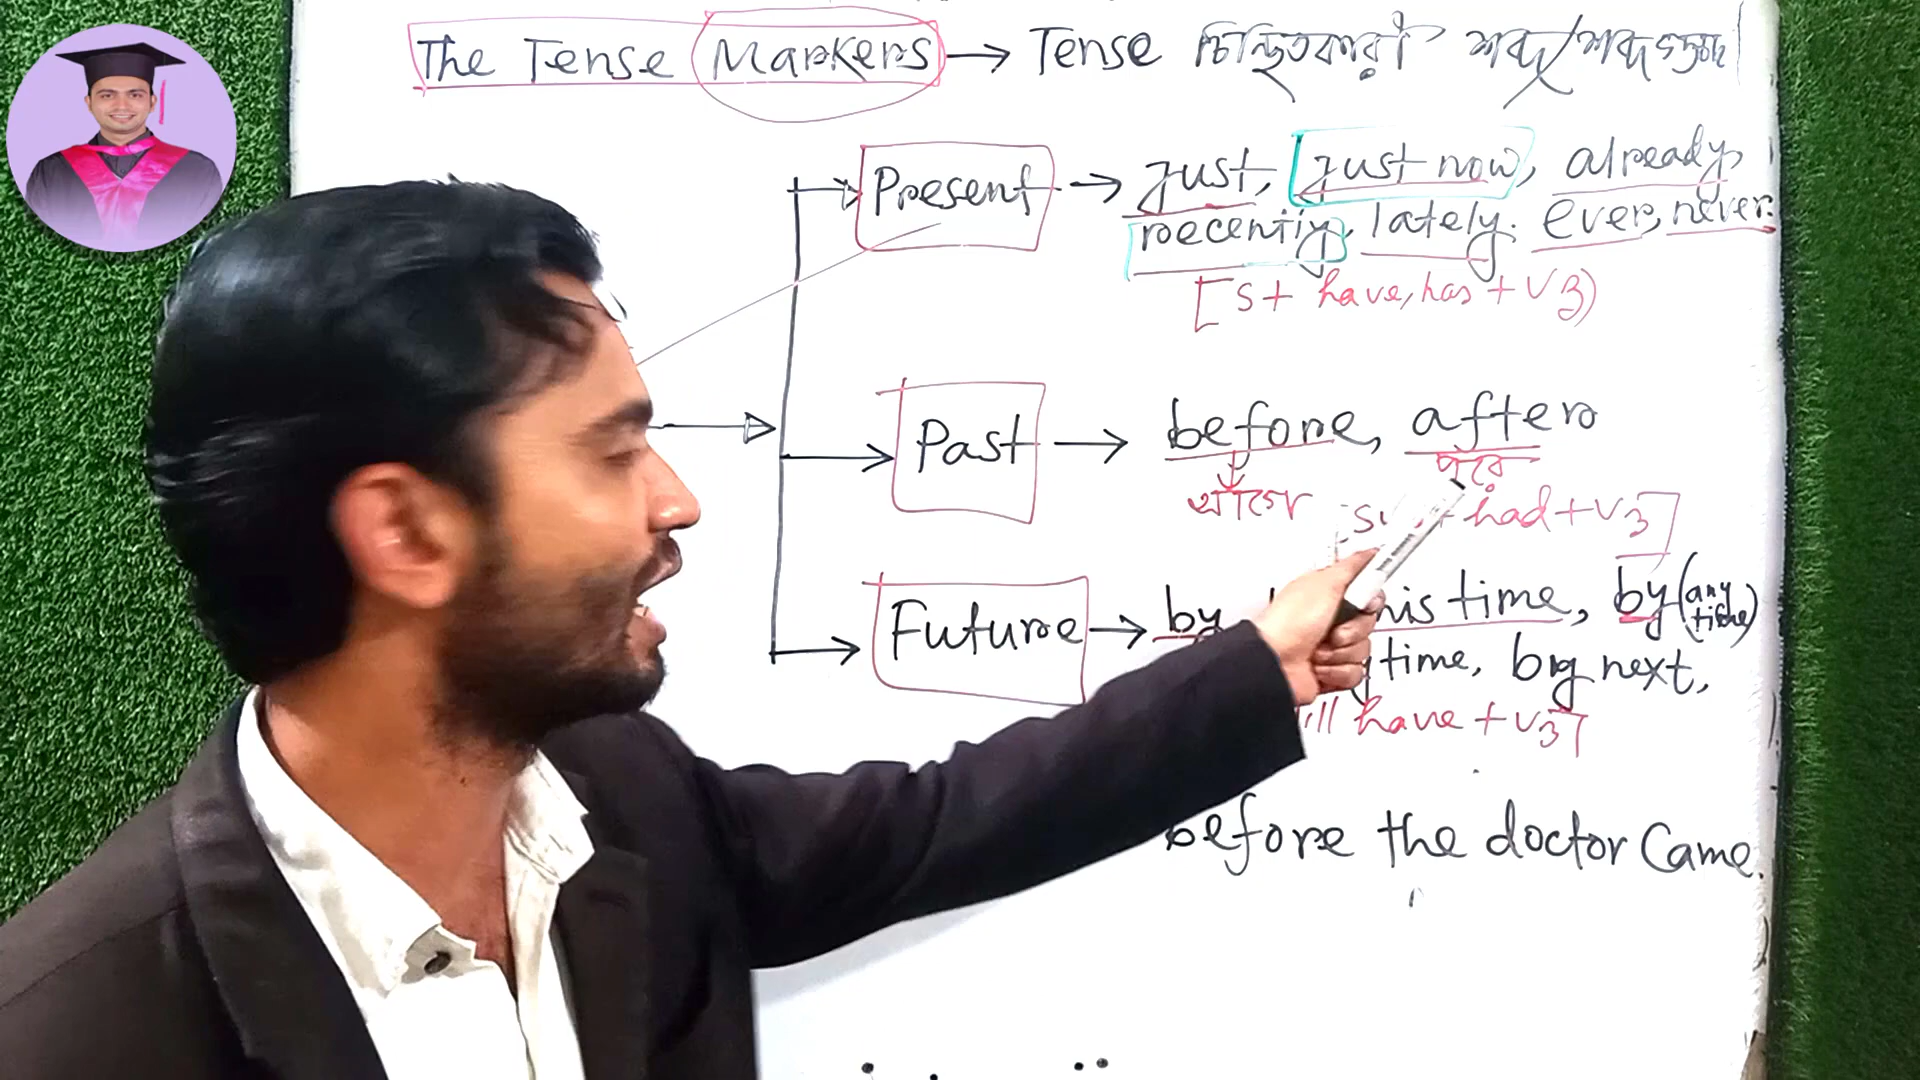 The Tense Markers → Tense চিহ্নিতকারী শব্দ/শব্দগুচ্ছ
Present → just, just now, already,
recently, lately. ever, never.
[S+ have, has + V3)
Past → before, after
আগে
পরে
had + V3]
Future → by this time, by (any time)
time, by next,
have + V3]
before the doctor came.